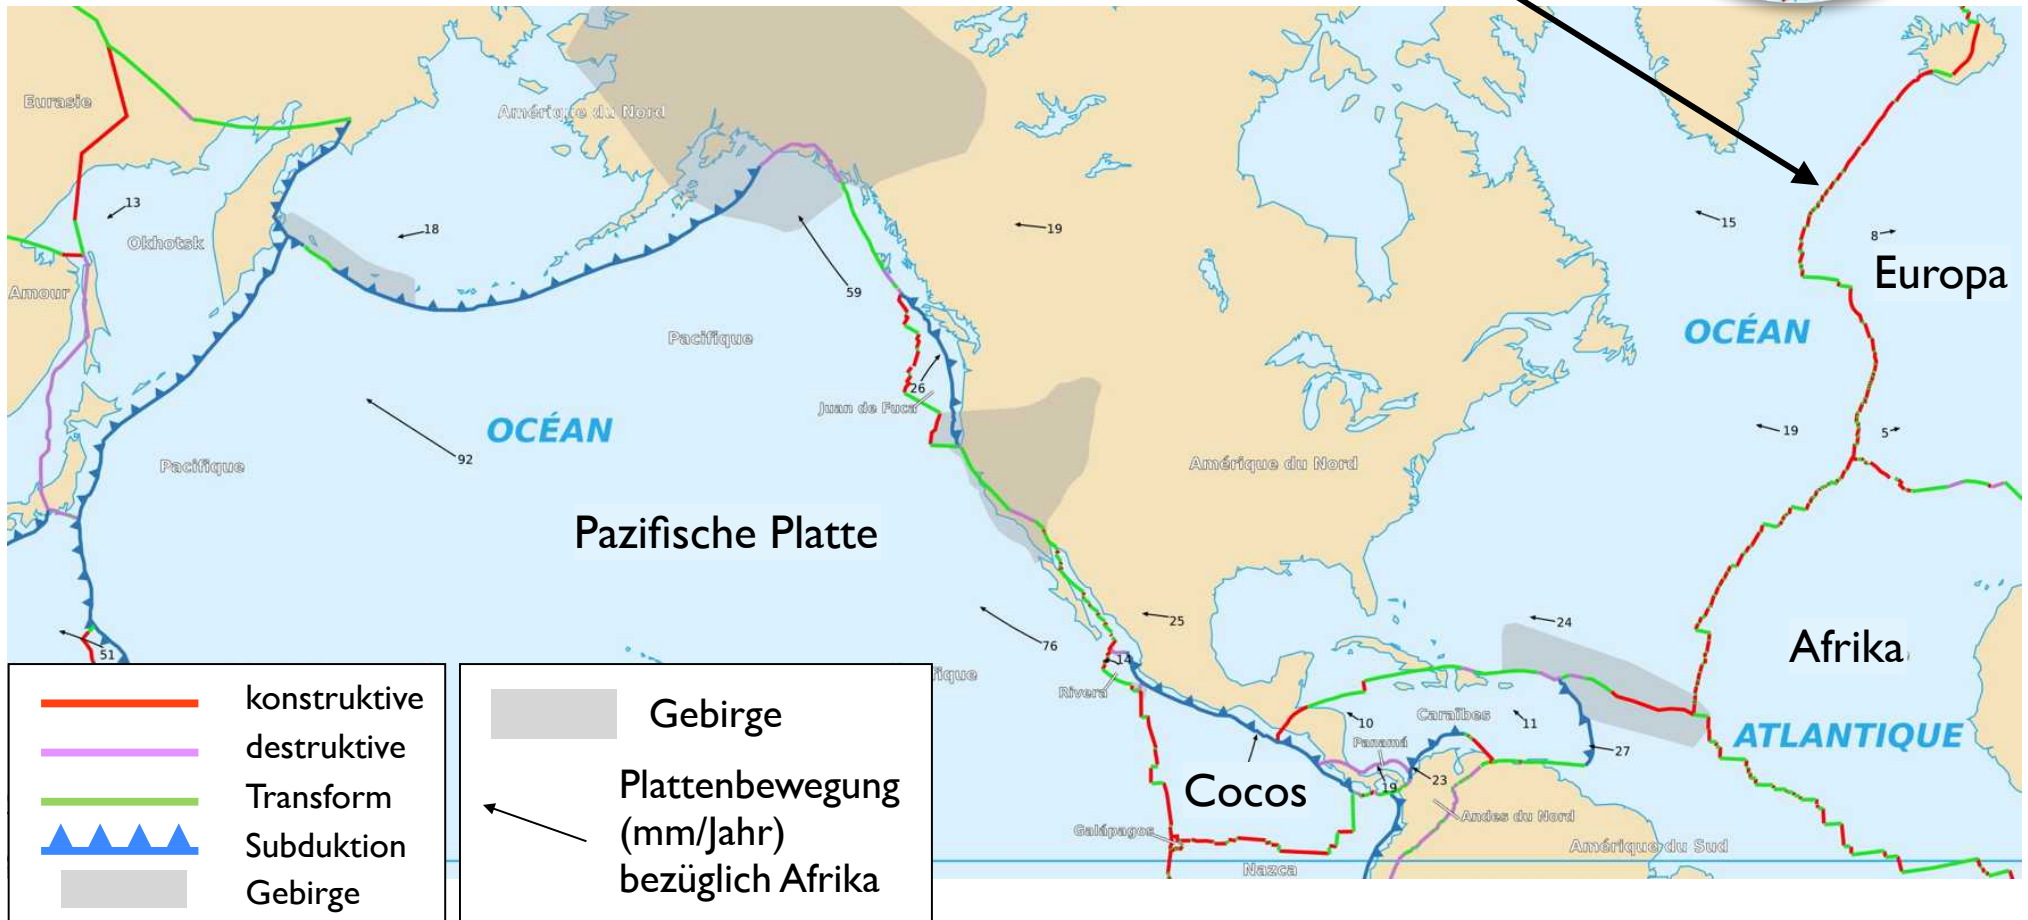 Eurasie
Amérique du Nord
13
Okhotsk
18
Amour
59
19
15
8
Europa
Pacifique
OCÉAN
26
Juan de Fuca
OCÉAN
92
Pacifique
19
5
Amérique du Nord
Pazifische Platte
51
76
25
24
Afrika
14
Rivera
10
Caraïbes
11
Panamá
27
ATLANTIQUE
Cocos
19
23
Andes du Nord
Galápagos
Amérique du Sud
Nazca
ifique
konstruktive
destruktive
Transform
Subduktion
Gebirge
Gebirge
Plattenbewegung
(mm/Jahr)
bezüglich Afrika